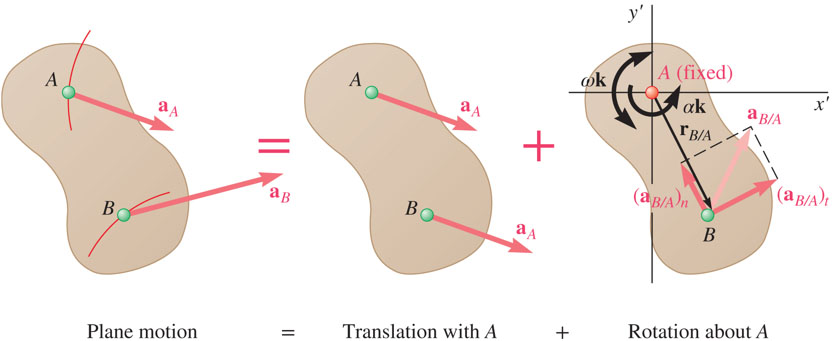 A
a_A
B
a_B
=
A
a_A
B
a_A
+
y′
x′
A (fixed)
ωk
αk
r_B/A
a_B/A
(a_B/A)_n
(a_B/A)_t
B
Plane motion = Translation with A + Rotation about A